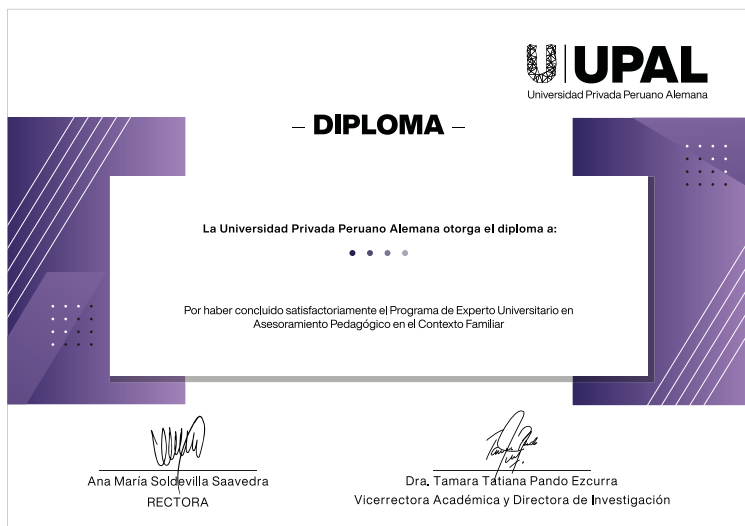 UPAL
Universidad Privada Peruano Alemana
– DIPLOMA –
La Universidad Privada Peruano Alemana otorga el diploma a:
Por haber concluido satisfactoriamente el Programa de Experto Universitario en
Asesoramiento Pedagógico en el Contexto Familiar
Ana María Soldevilla Saavedra
RECTORA
Dra. Tamara Tatiana Pando Ezcurra
Vicerrectora Académica y Directora de Investigación